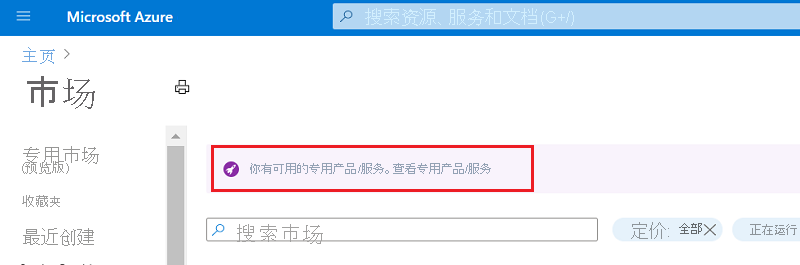 Microsoft Azure
搜索资源、服务和文档(G+/)
主页
市场
专用市场
(预览版)
收藏夹
最近创建
你有可用的专用产品/服务。查看专用产品/服务
搜索市场
定价: 全部
正在运行